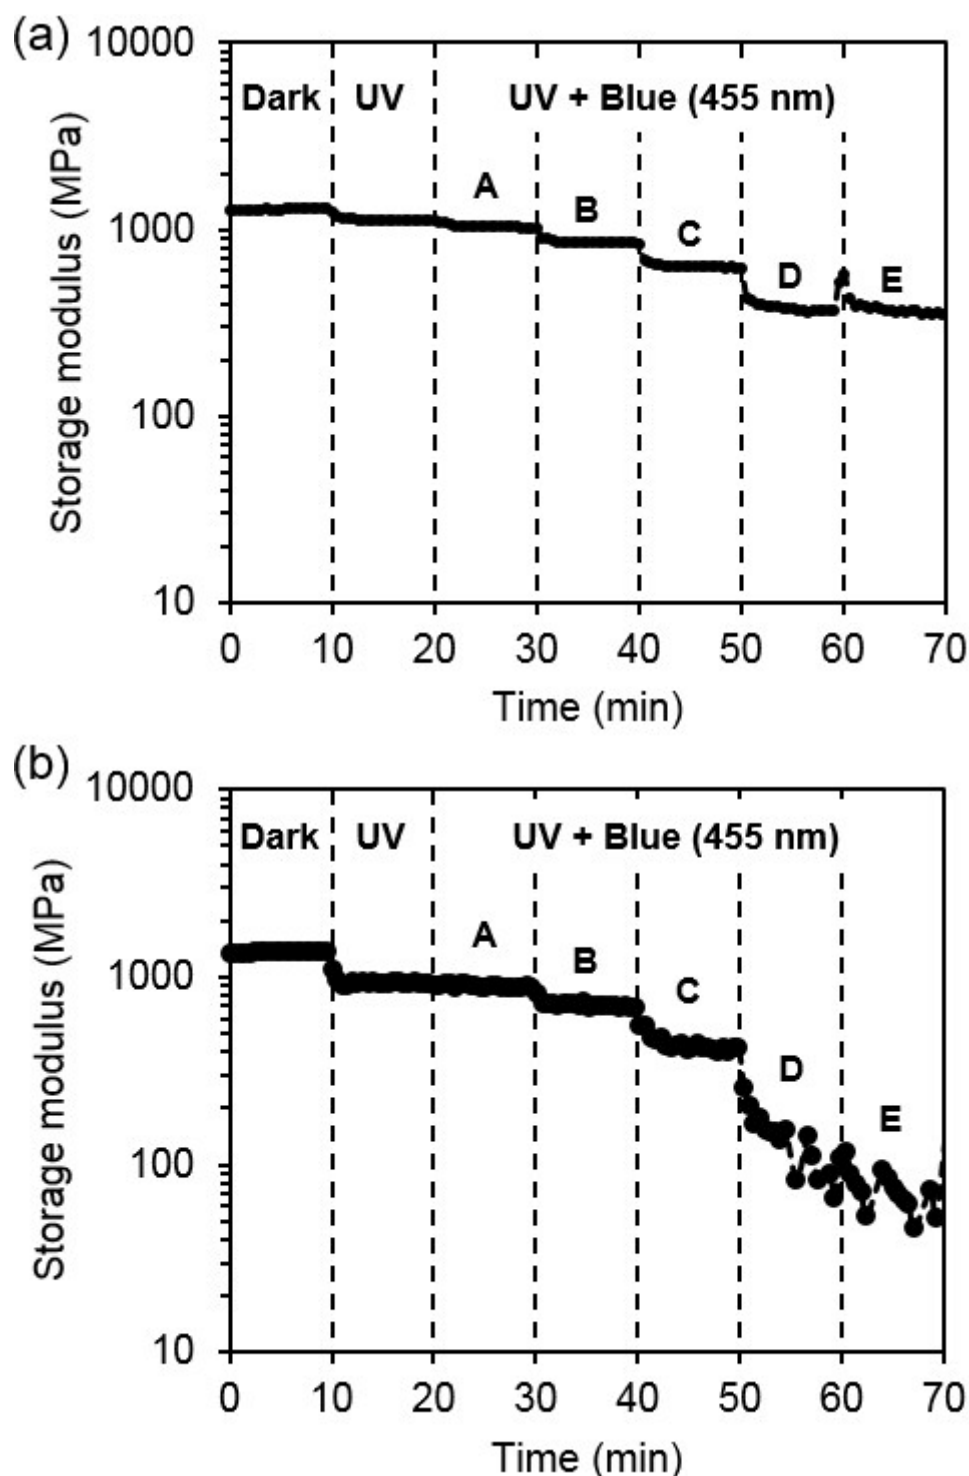 (a)
10000
1000
100
10
Storage modulus (MPa)
Dark UV UV + Blue (455 nm)
A
B
C
D
E
0 10 20 30 40 50 60 70
Time (min)
(b)
10000
1000
100
10
Storage modulus (MPa)
Dark UV UV + Blue (455 nm)
A
B
C
D
E
0 10 20 30 40 50 60 70
Time (min)